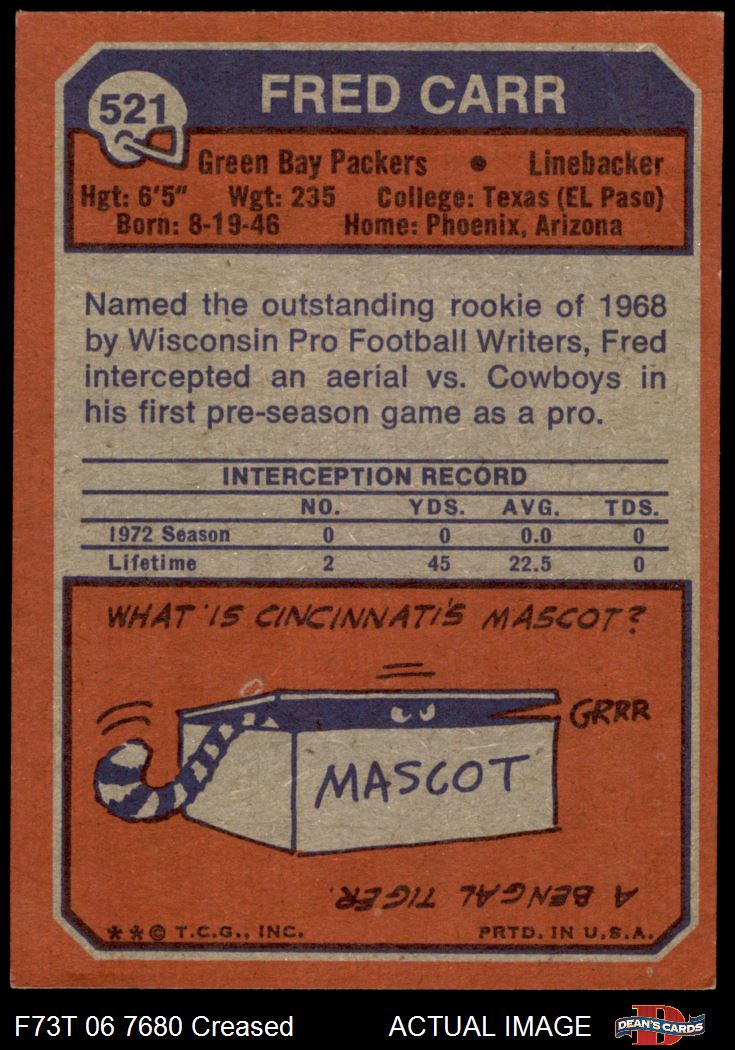 521
FRED CARR
Green Bay Packers • Linebacker
Hgt: 6'5" Wgt: 235 College: Texas (EL Paso)
Born: 8-19-46 Home: Phoenix, Arizona
Named the outstanding rookie of 1968
by Wisconsin Pro Football Writers, Fred
intercepted an aerial vs. Cowboys in
his first pre-season game as a pro.
INTERCEPTION RECORD
NO. YDS. AVG. TDS.
1972 Season 0 0 0.0 0
Lifetime 2 45 22.5 0
WHAT IS CINCINNATI'S MASCOT?
GRRR
MASCOT
A BENGAL TIGER.
**© T.C.G., INC. PRTD. IN U.S.A.
F73T 06 7680 Creased ACTUAL IMAGE DEAN'S CARDS